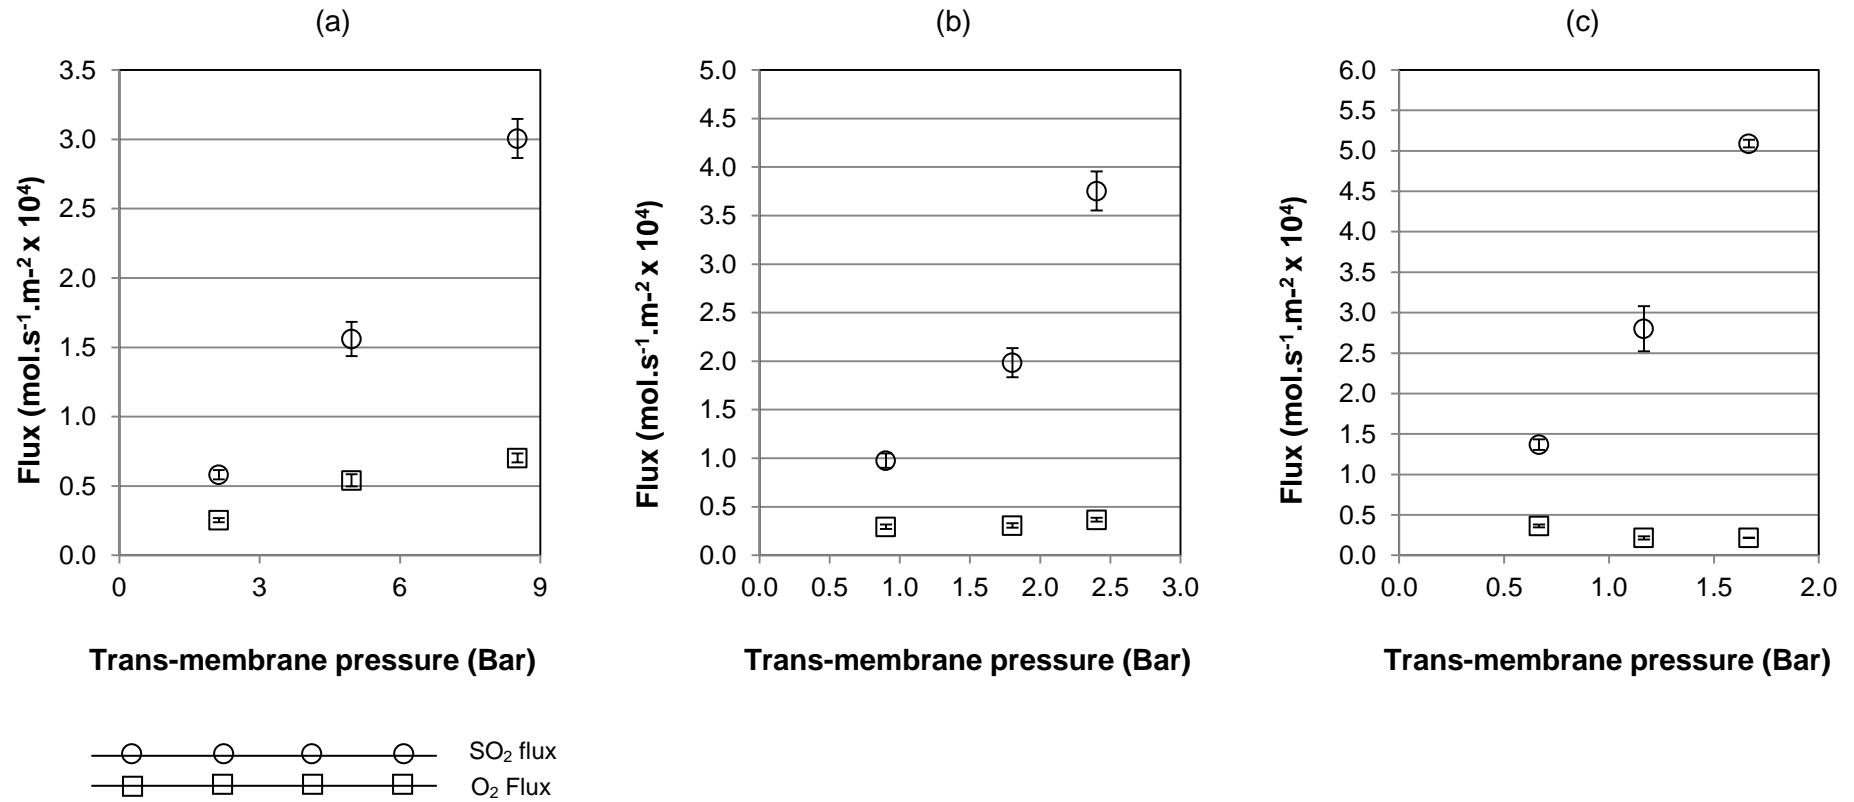 (a)
3.5
3.0
2.5
2.0
1.5
1.0
0.5
0.0
0 3 6 9
Flux (mol.s⁻¹.m-² x 10⁴)
Trans-membrane pressure (Bar)
(b)
5.0
4.5
4.0
3.5
3.0
2.5
2.0
1.5
1.0
0.5
0.0
0.0 0.5 1.0 1.5 2.0 2.5 3.0
Flux (mol.s⁻¹.m-² x 10⁴)
Trans-membrane pressure (Bar)
(c)
6.0
5.5
5.0
4.5
4.0
3.5
3.0
2.5
2.0
1.5
1.0
0.5
0.0
0.0 0.5 1.0 1.5 2.0
Flux (mol.s⁻¹.m-² x 10⁴)
Trans-membrane pressure (Bar)
SO₂ flux
O₂ Flux